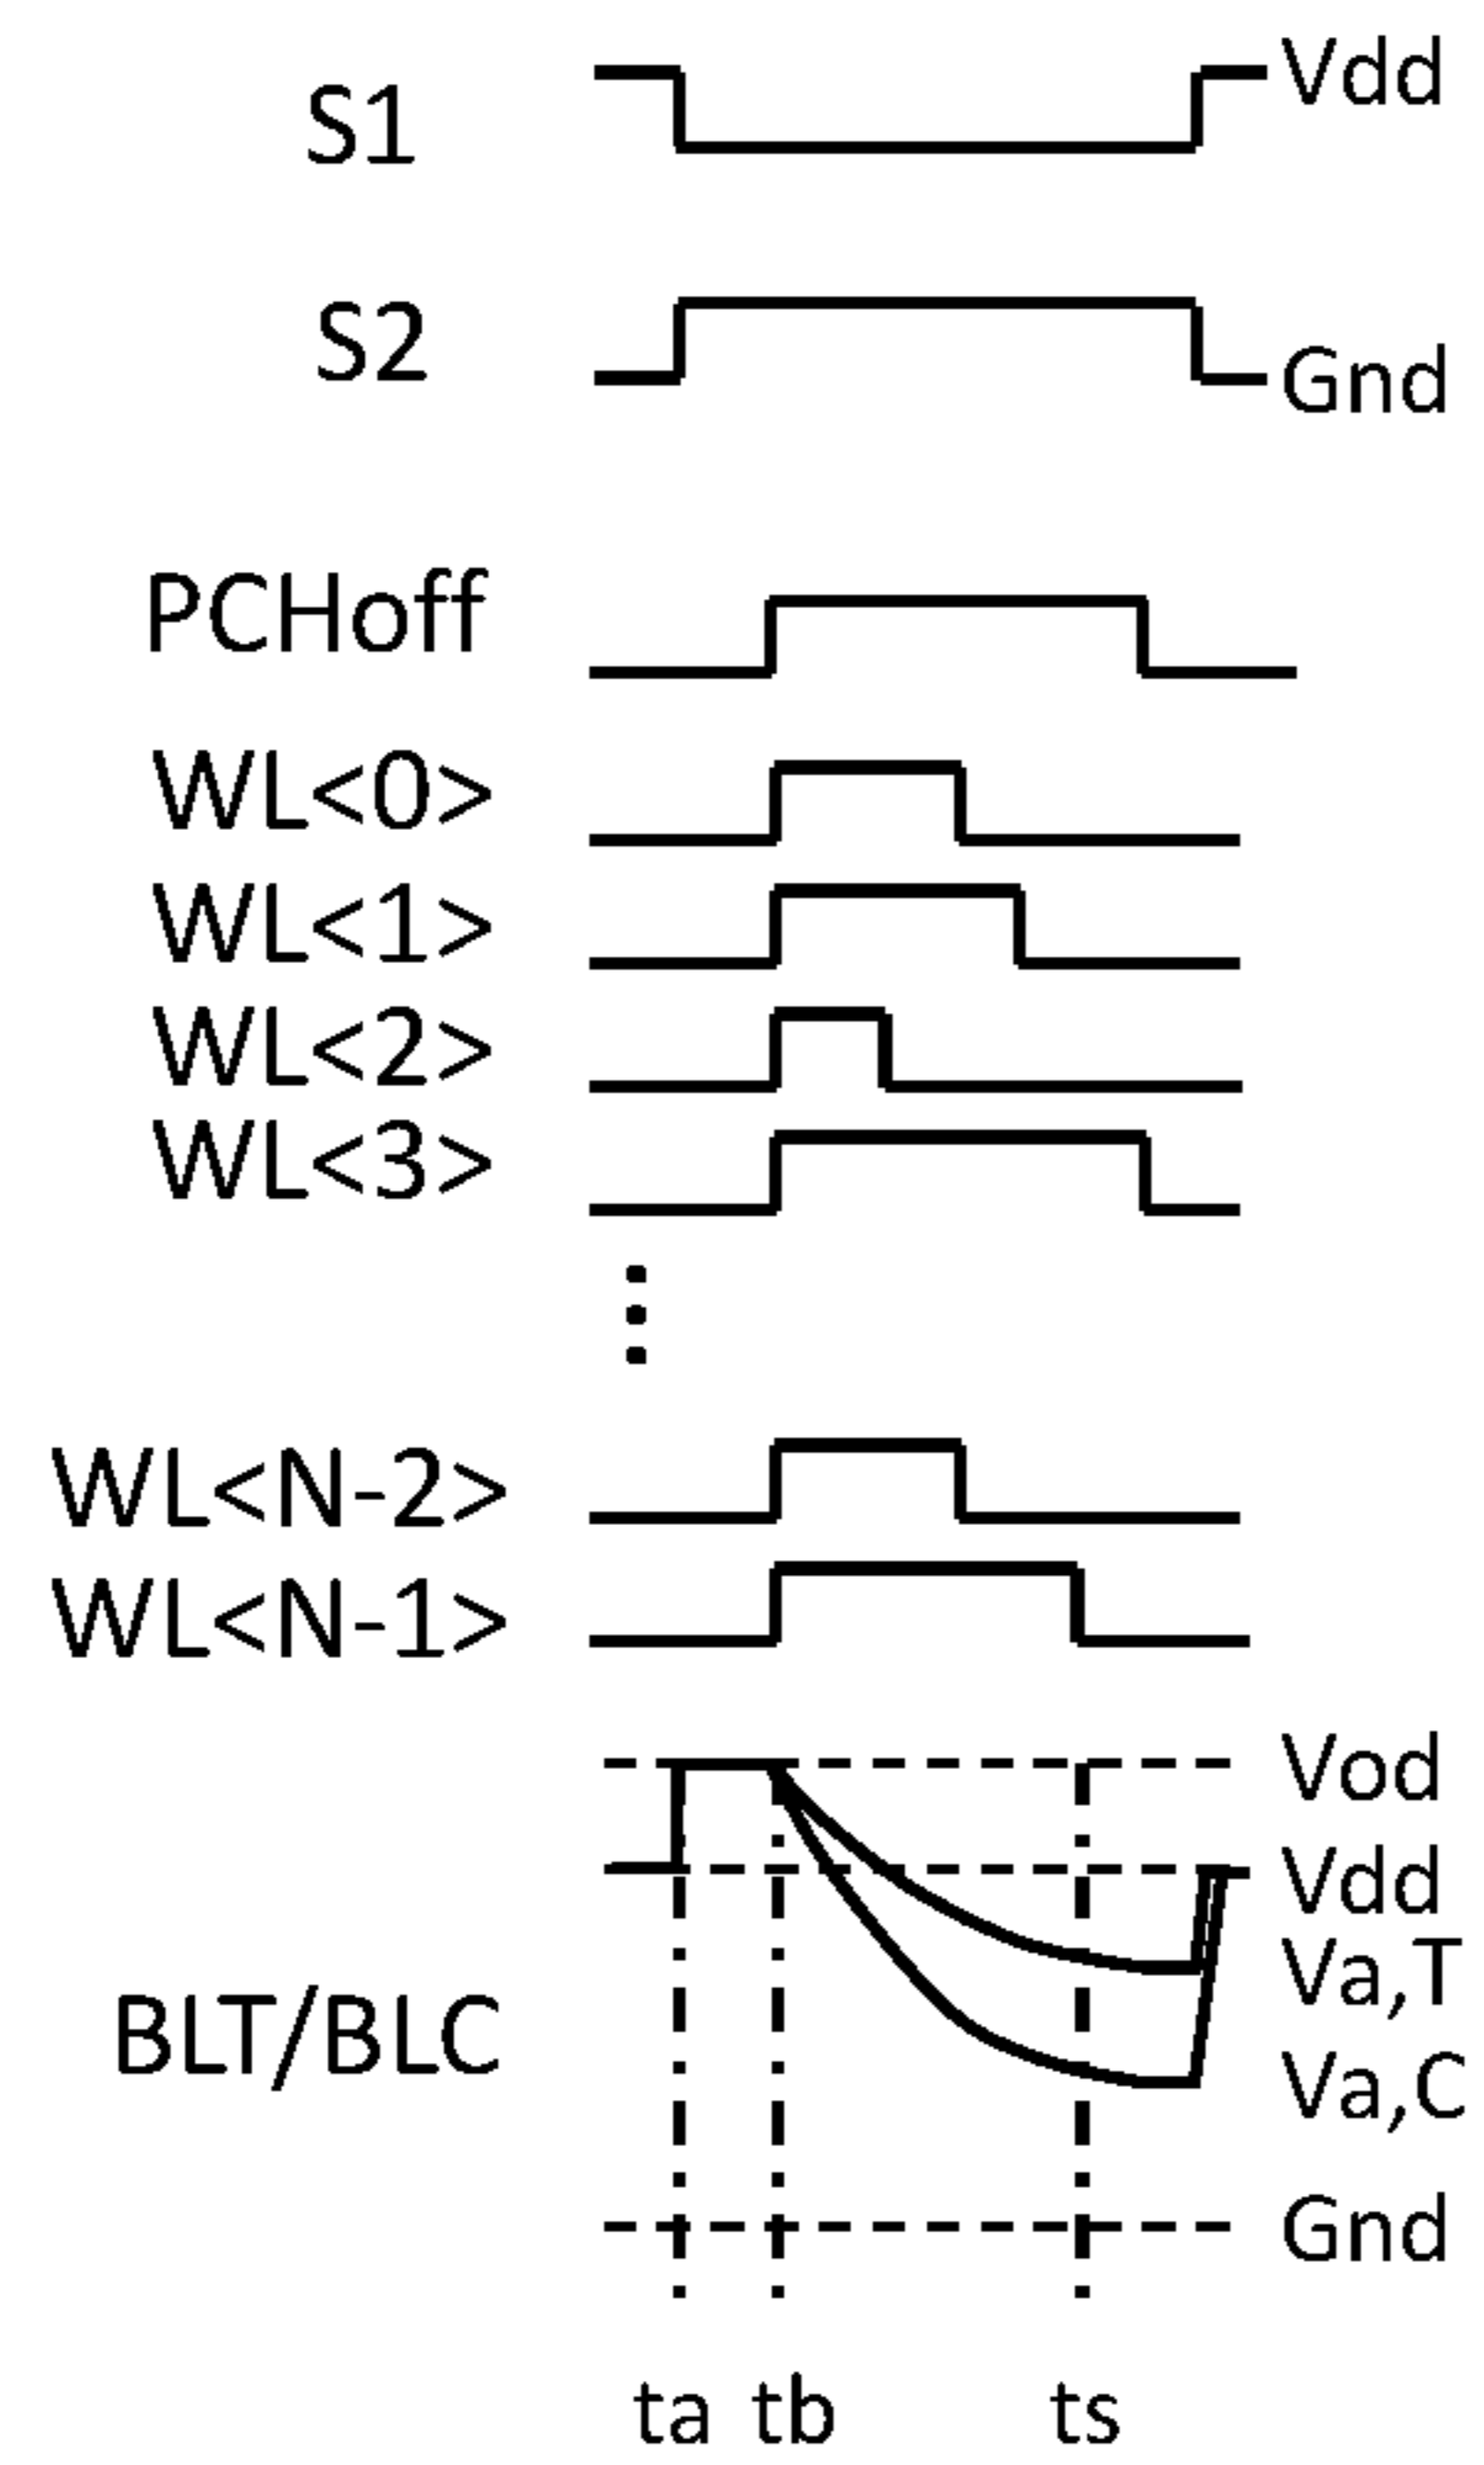 S1
Vdd
S2
Gnd
PCHoff
WL<0>
WL<1>
WL<2>
WL<3>
WL<N-2>
WL<N-1>
Vod
Vdd
Va,T
BLT/BLC
Va,C
Gnd
ta tb ts